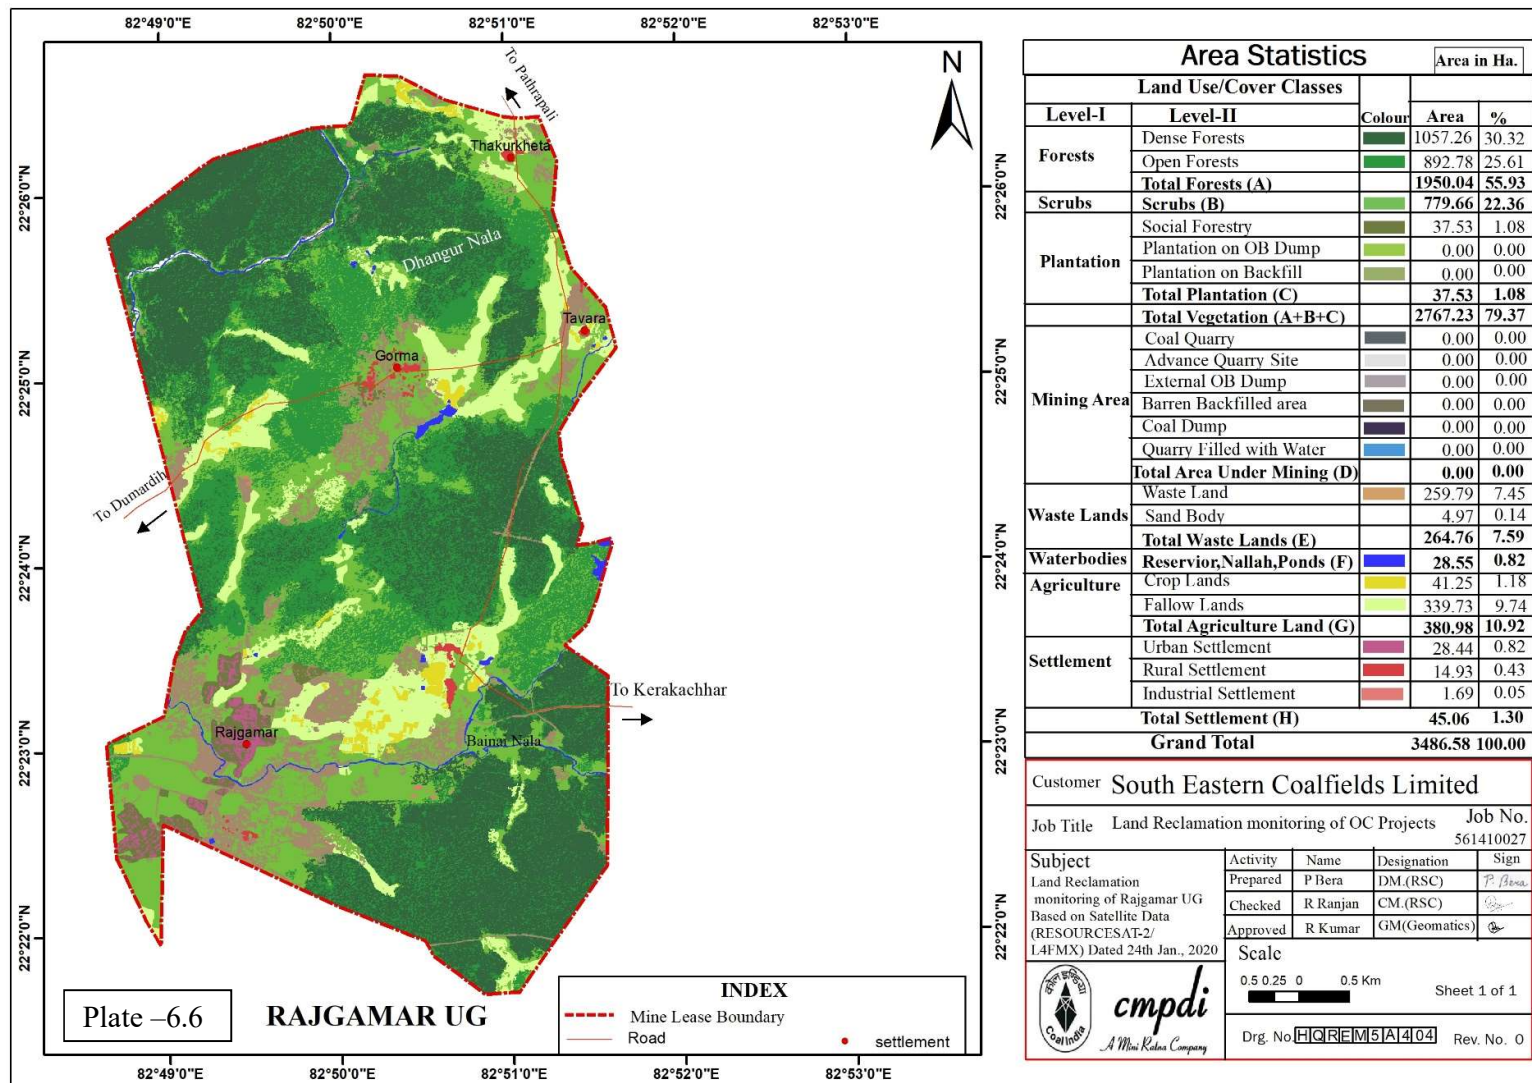 82°49'0"E 82°50'0"E 82°51'0"E 82°52'0"E 82°53'0"E
22°26'0"N
22°25'0"N
22°24'0"N
22°23'0"N
22°22'0"N
22°26'0"N
22°25'0"N
22°24'0"N
22°23'0"N
22°22'0"N
N
To Pathrapali
Thakurkheta
Dhangur Nala
Tavara
Gorma
To Dumardih
To Kerakachhar
Rajgamar
Bainai Nala
Plate –6.6
RAJGAMAR UG
INDEX
Mine Lease Boundary
Road
settlement
82°49'0"E 82°50'0"E 82°51'0"E 82°52'0"E 82°53'0"E
Area Statistics Area in Ha.
Land Use/Cover Classes
Level-I Level-II Colour Area %
Forests
Dense Forests 1057.26 30.32
Open Forests 892.78 25.61
Total Forests (A) 1950.04 55.93
Scrubs Scrubs (B) 779.66 22.36
Plantation
Social Forestry 37.53 1.08
Plantation on OB Dump 0.00 0.00
Plantation on Backfill 0.00 0.00
Total Plantation (C) 37.53 1.08
Total Vegetation (A+B+C) 2767.23 79.37
Mining Area
Coal Quarry 0.00 0.00
Advance Quarry Site 0.00 0.00
External OB Dump 0.00 0.00
Barren Backfilled area 0.00 0.00
Coal Dump 0.00 0.00
Quarry Filled with Water 0.00 0.00
Total Area Under Mining (D) 0.00 0.00
Waste Lands
Waste Land 259.79 7.45
Sand Body 4.97 0.14
Total Waste Lands (E) 264.76 7.59
Waterbodies Reservior,Nallah,Ponds (F) 28.55 0.82
Agriculture
Crop Lands 41.25 1.18
Fallow Lands 339.73 9.74
Total Agriculture Land (G) 380.98 10.92
Settlement
Urban Settlement 28.44 0.82
Rural Settlement 14.93 0.43
Industrial Settlement 1.69 0.05
Total Settlement (H) 45.06 1.30
Grand Total 3486.58 100.00
Customer South Eastern Coalfields Limited
Job Title Land Reclamation monitoring of OC Projects
Job No.
561410027
Subject
Land Reclamation
monitoring of Rajgamar UG
Based on Satellite Data
(RESOURCESAT-2/
L4FMX) Dated 24th Jan., 2020
Activity Name Designation Sign
Prepared P Bera DM.(RSC) P. Bera
Checked R Ranjan CM.(RSC)
Approved R Kumar GM(Geomatics)
कोल इण्डिया
Coal India
cmpdi
A Mini Ratna Company
Scale
0.5 0.25 0 0.5 Km
Sheet 1 of 1
Drg. No. HQREM5A404 Rev. No. 0